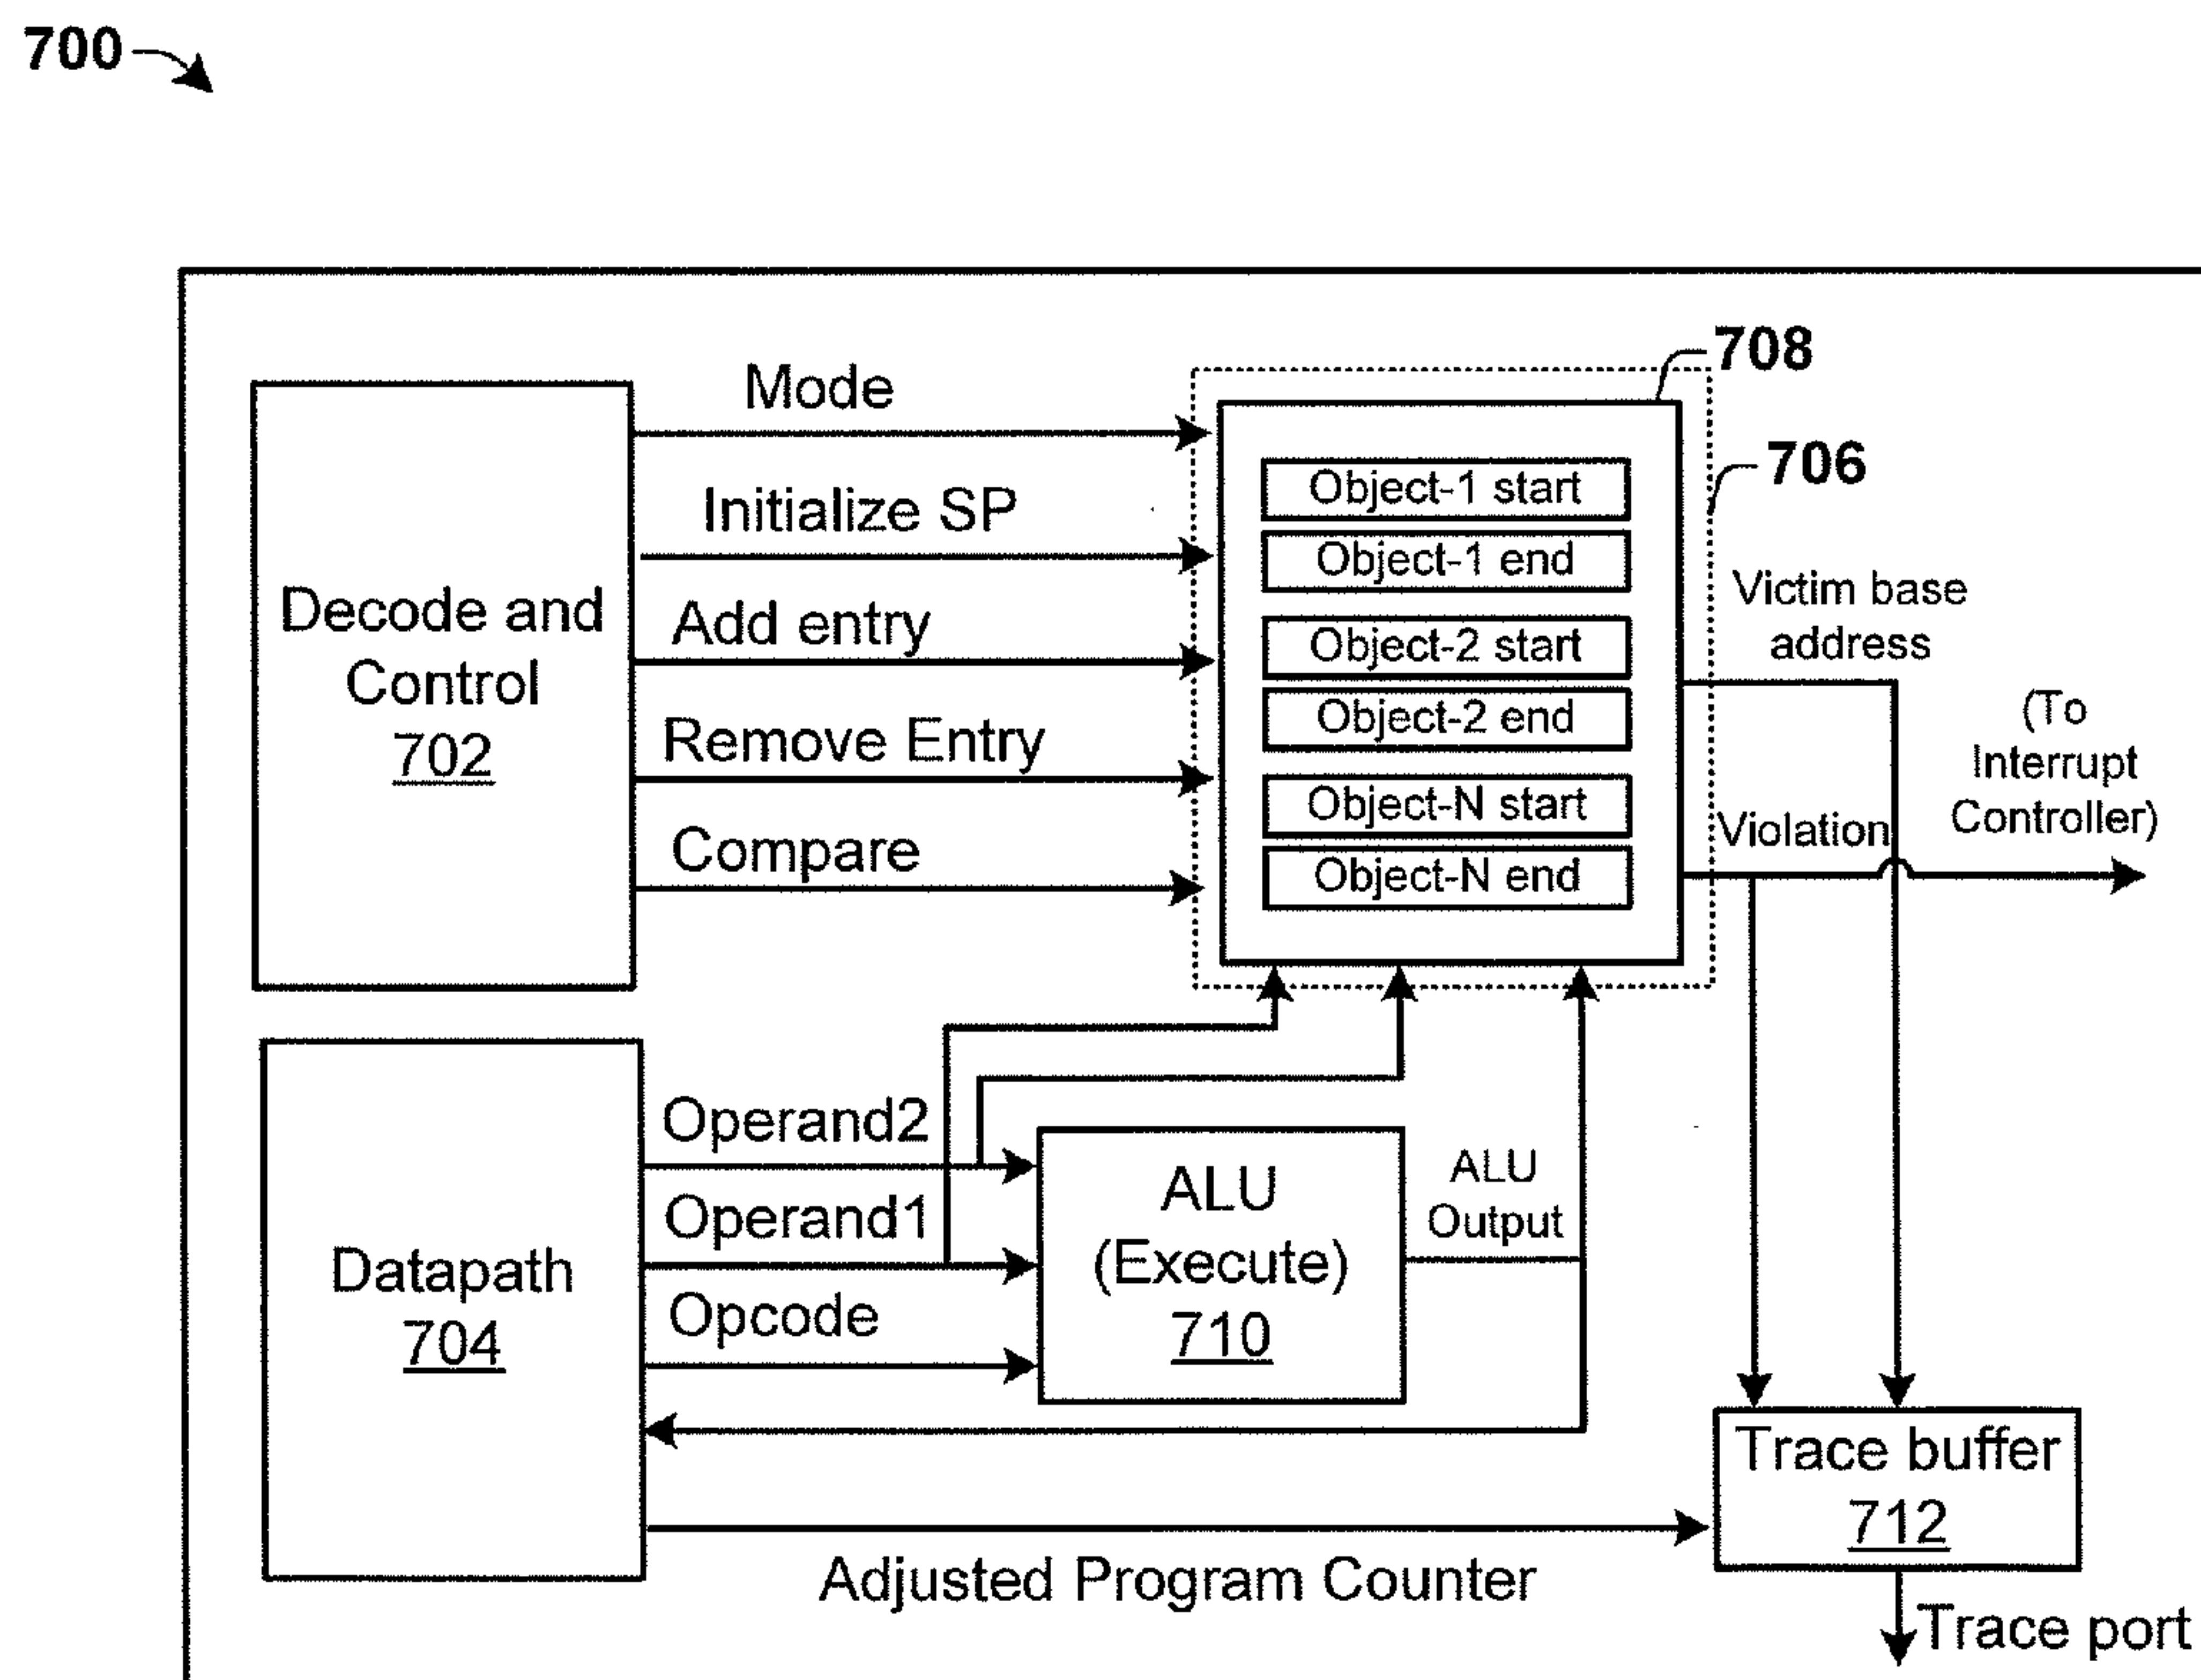 700
708
706
Mode
Initialize SP
Add entry
Remove Entry
Compare
Decode and
Control
702
Object-1 start
Object-1 end
Object-2 start
Object-2 end
Object-N start
Object-N end
Victim base
address
(To
Interrupt
Controller)
Violation
Datapath
704
Operand2
Operand1
Opcode
ALU
(Execute)
710
ALU
Output
Trace buffer
712
Adjusted Program Counter
Trace port